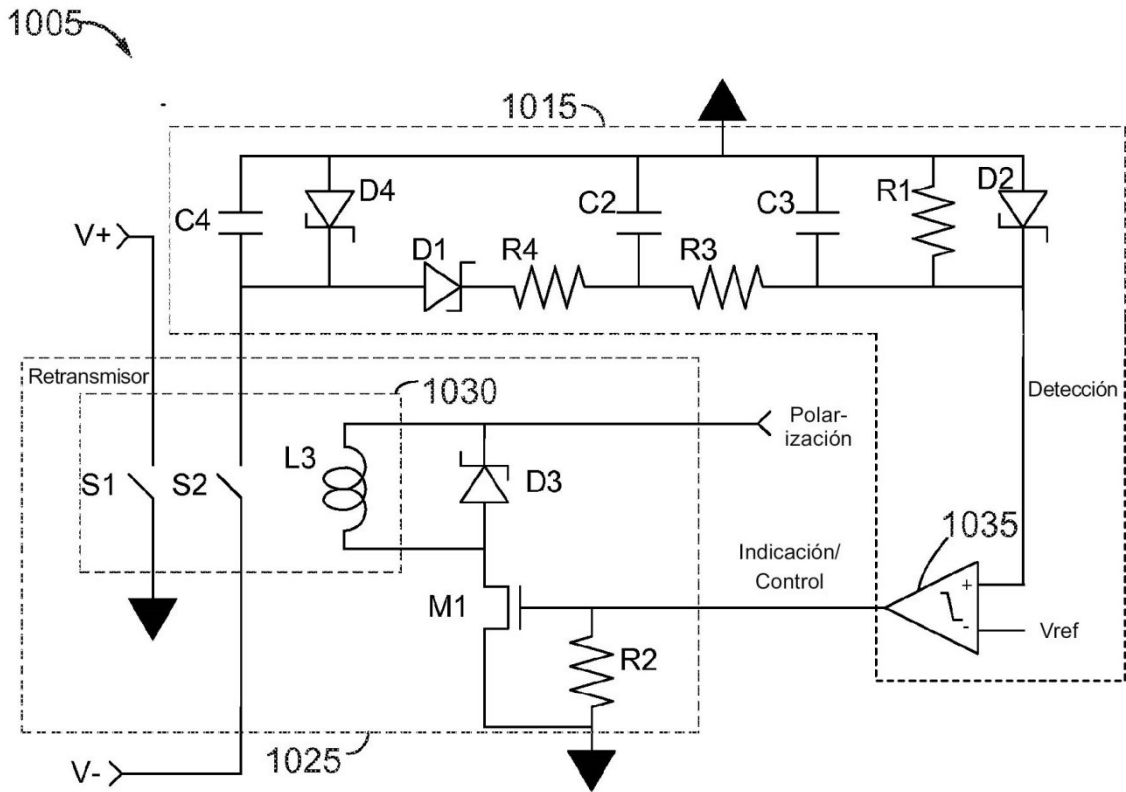 1005
1015
C4
D4
D1
R4
C2
R3
C3
R1
D2
V+
Retransmisor
1030
Polar-
ización
Detección
S1
S2
L3
D3
1035
Indicación/
Control
M1
+
-
Vref
R2
1025
V-